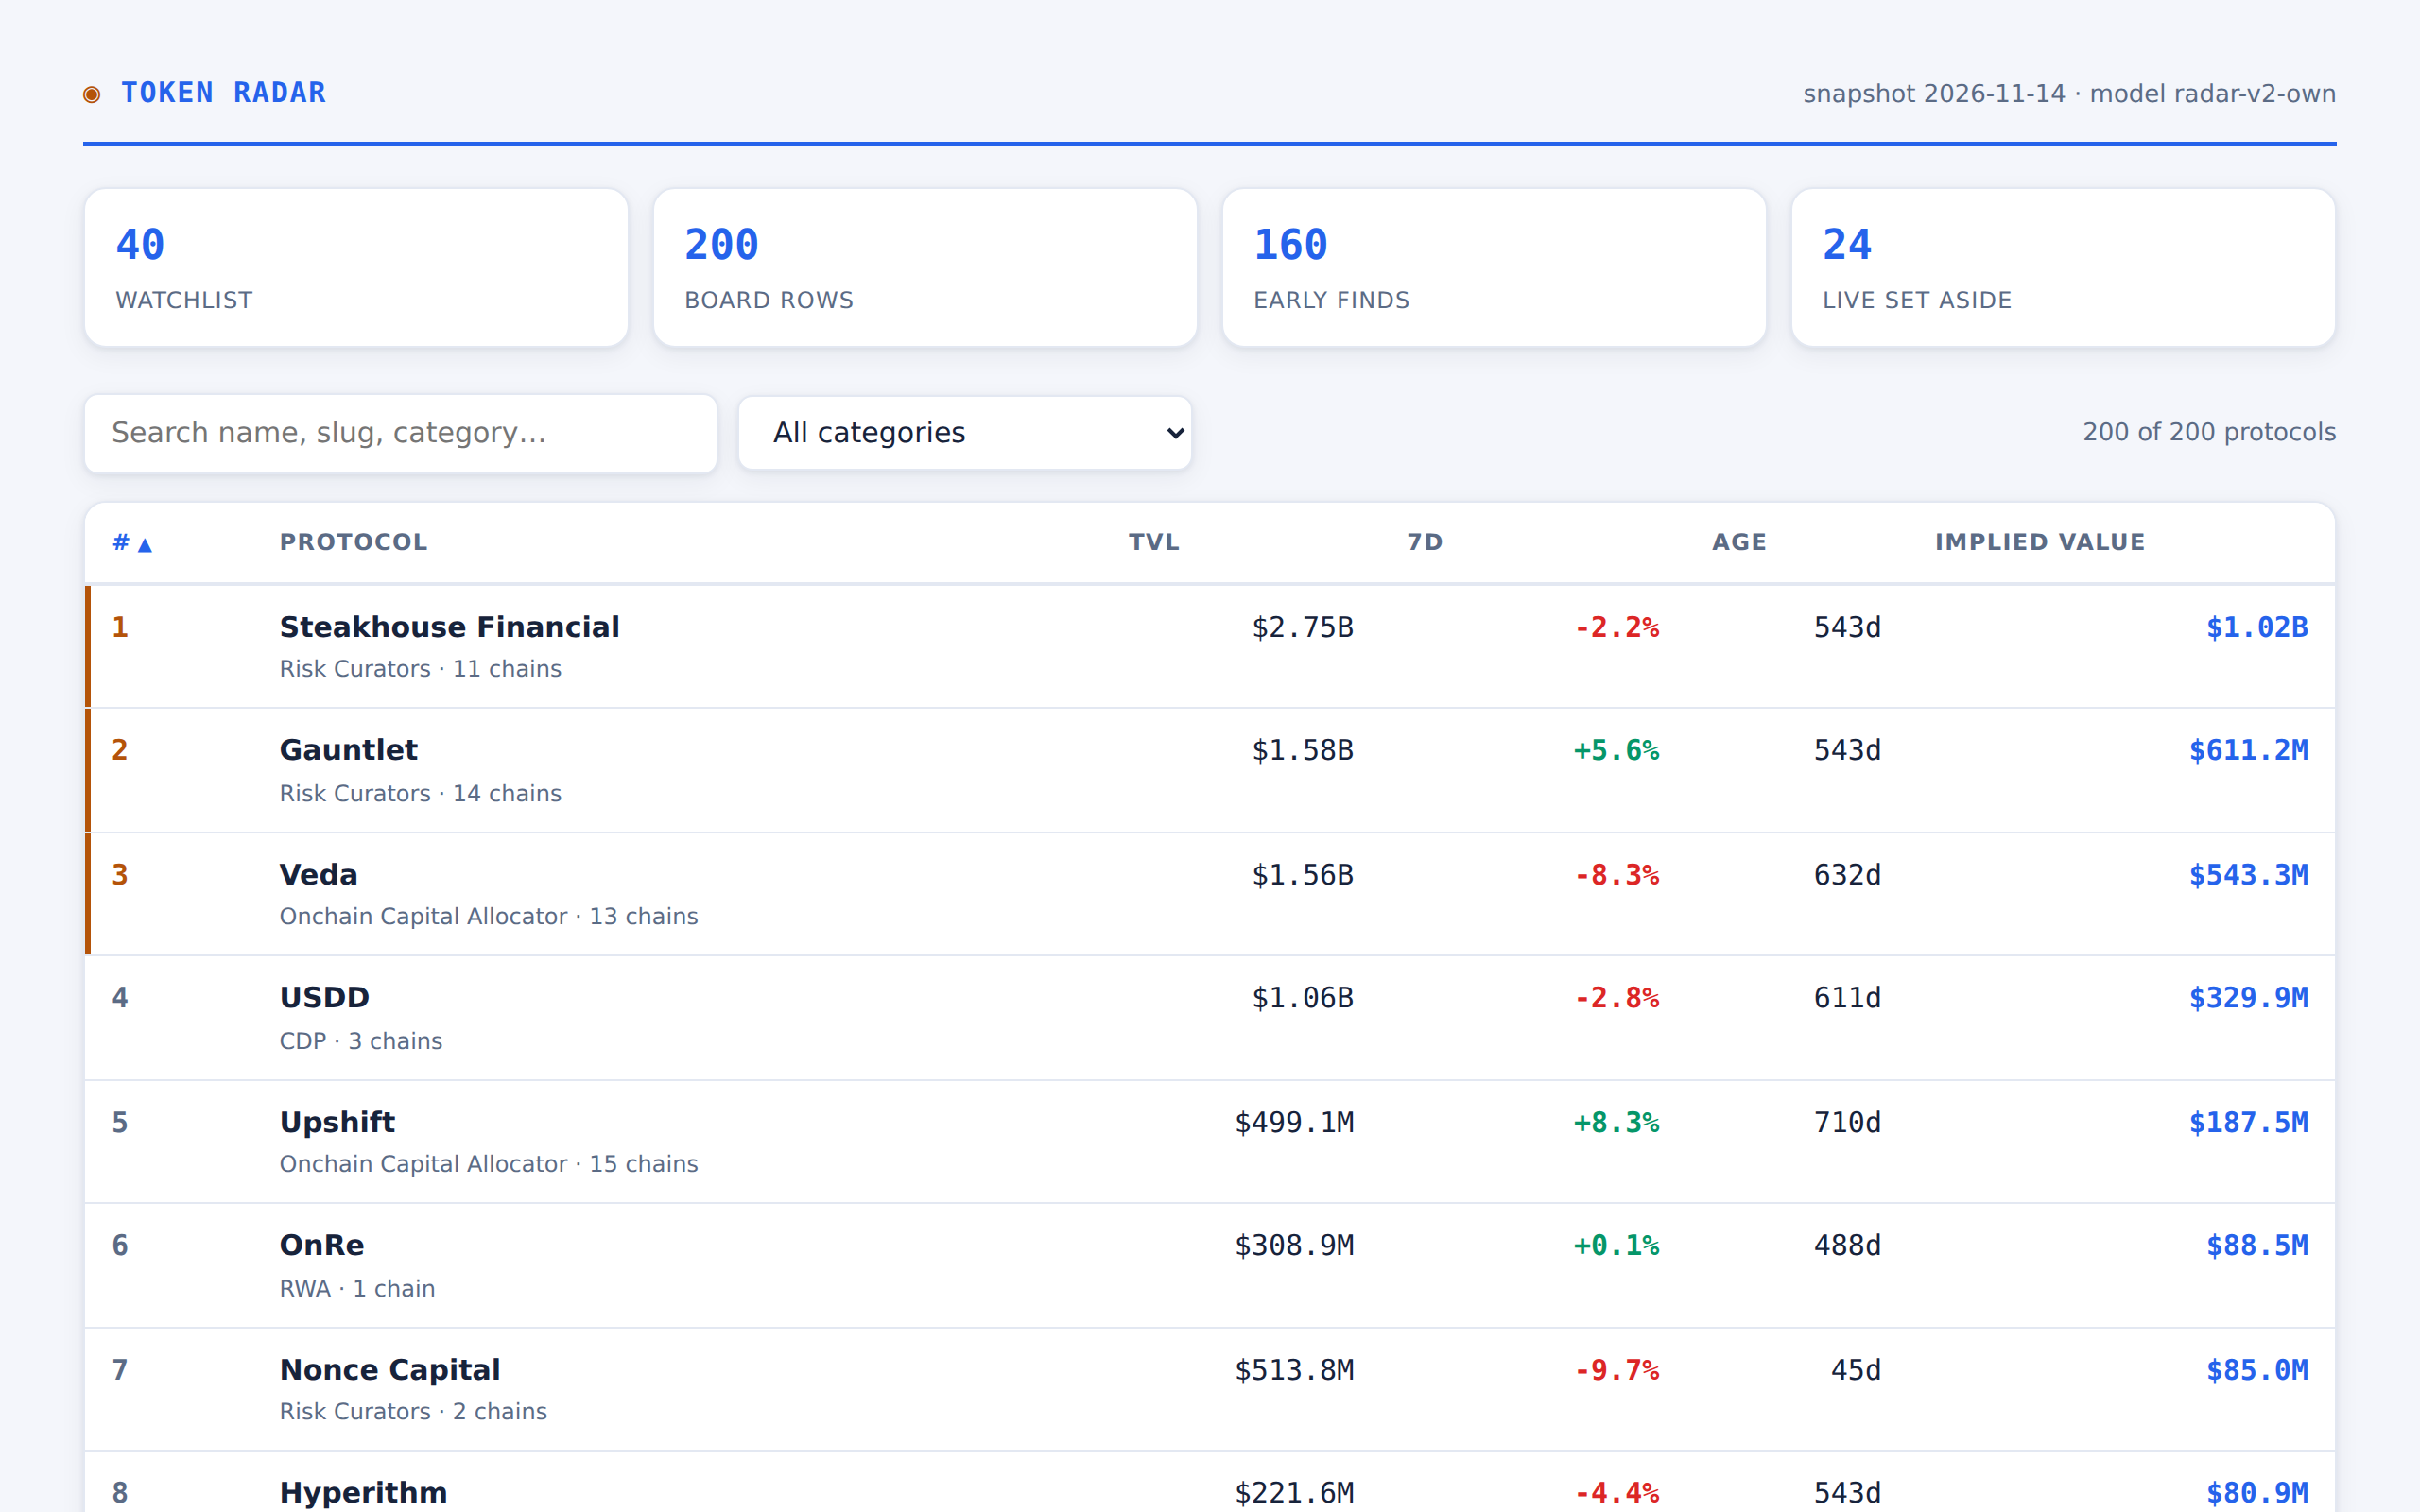 ◉ TOKEN RADAR
snapshot 2026-11-14 · model radar-v2-own
40
WATCHLIST
200
BOARD ROWS
160
EARLY FINDS
24
LIVE SET ASIDE
Search name, slug, category…
All categories
200 of 200 protocols
# ▲ PROTOCOL TVL 7D AGE IMPLIED VALUE
1 Steakhouse Financial $2.75B -2.2% 543d $1.02B
Risk Curators · 11 chains
2 Gauntlet $1.58B +5.6% 543d $611.2M
Risk Curators · 14 chains
3 Veda $1.56B -8.3% 632d $543.3M
Onchain Capital Allocator · 13 chains
4 USDD $1.06B -2.8% 611d $329.9M
CDP · 3 chains
5 Upshift $499.1M +8.3% 710d $187.5M
Onchain Capital Allocator · 15 chains
6 OnRe $308.9M +0.1% 488d $88.5M
RWA · 1 chain
7 Nonce Capital $513.8M -9.7% 45d $85.0M
Risk Curators · 2 chains
8 Hyperithm $221.6M -4.4% 543d $80.9M